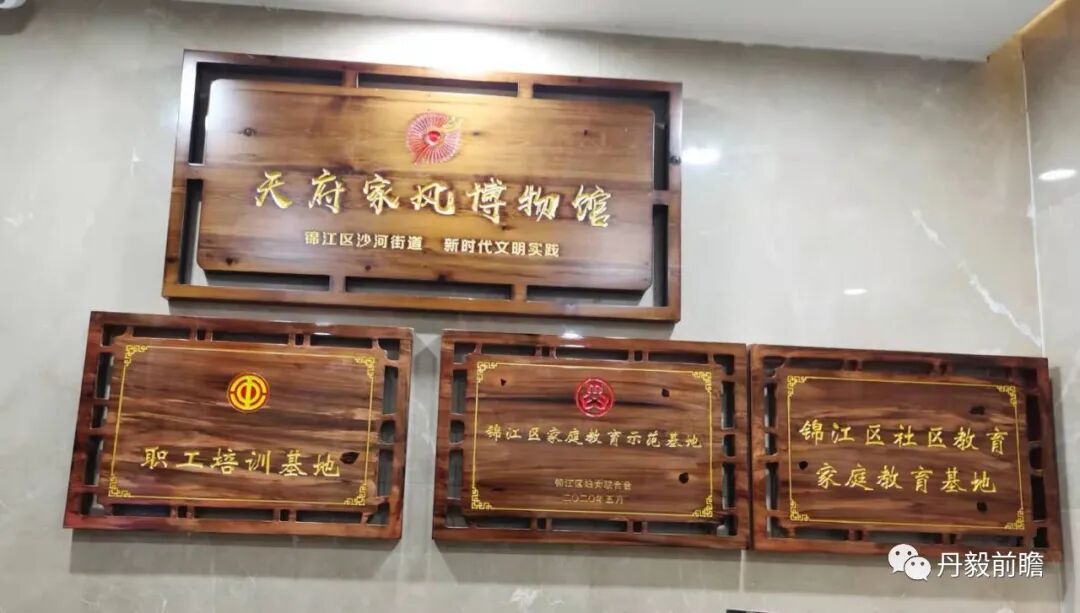 天府家风博物馆
锦江区沙河街道 新时代文明实践
职工培训基地
锦江区家庭教育示范基地
锦江区妇女联合会
二〇二〇年五月
锦江区社区教育
家庭教育基地
丹毅前瞻